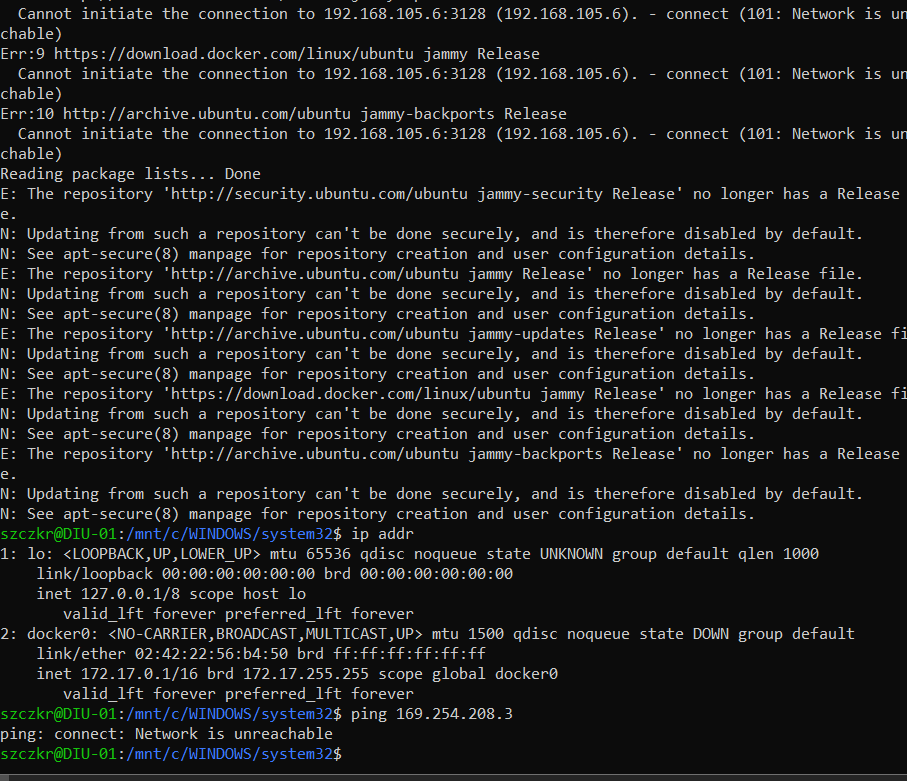 Cannot initiate the connection to 192.168.105.6:3128 (192.168.105.6). - connect (101: Network is un
chable)
Err:9 https://download.docker.com/linux/ubuntu jammy Release
Cannot initiate the connection to 192.168.105.6:3128 (192.168.105.6). - connect (101: Network is un
chable)
Err:10 http://archive.ubuntu.com/ubuntu jammy-backports Release
Cannot initiate the connection to 192.168.105.6:3128 (192.168.105.6). - connect (101: Network is un
chable)
Reading package lists... Done
E: The repository 'http://security.ubuntu.com/ubuntu jammy-security Release' no longer has a Release
e.
N: Updating from such a repository can't be done securely, and is therefore disabled by default.
N: See apt-secure(8) manpage for repository creation and user configuration details.
E: The repository 'http://archive.ubuntu.com/ubuntu jammy Release' no longer has a Release file.
N: Updating from such a repository can't be done securely, and is therefore disabled by default.
N: See apt-secure(8) manpage for repository creation and user configuration details.
E: The repository 'http://archive.ubuntu.com/ubuntu jammy-updates Release' no longer has a Release fi
N: Updating from such a repository can't be done securely, and is therefore disabled by default.
N: See apt-secure(8) manpage for repository creation and user configuration details.
E: The repository 'https://download.docker.com/linux/ubuntu jammy Release' no longer has a Release fi
N: Updating from such a repository can't be done securely, and is therefore disabled by default.
N: See apt-secure(8) manpage for repository creation and user configuration details.
E: The repository 'http://archive.ubuntu.com/ubuntu jammy-backports Release' no longer has a Release
e.
N: Updating from such a repository can't be done securely, and is therefore disabled by default.
N: See apt-secure(8) manpage for repository creation and user configuration details.
szczkr@DIU-01:/mnt/c/WINDOWS/system32$ ip addr
1: lo: <LOOPBACK,UP,LOWER_UP> mtu 65536 qdisc noqueue state UNKNOWN group default qlen 1000
link/loopback 00:00:00:00:00:00 brd 00:00:00:00:00:00
inet 127.0.0.1/8 scope host lo
valid_lft forever preferred_lft forever
2: docker0: <NO-CARRIER,BROADCAST,MULTICAST,UP> mtu 1500 qdisc noqueue state DOWN group default
link/ether 02:42:22:56:b4:50 brd ff:ff:ff:ff:ff:ff
inet 172.17.0.1/16 brd 172.17.255.255 scope global docker0
valid_lft forever preferred_lft forever
szczkr@DIU-01:/mnt/c/WINDOWS/system32$ ping 169.254.208.3
ping: connect: Network is unreachable
szczkr@DIU-01:/mnt/c/WINDOWS/system32$